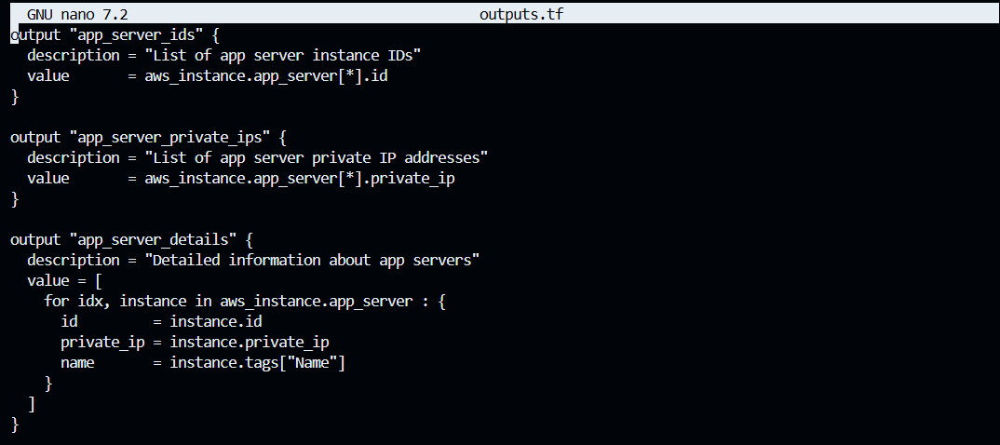 GNU nano 7.2 outputs.tf
output "app_server_ids" {
  description = "List of app server instance IDs"
  value       = aws_instance.app_server[*].id
}

output "app_server_private_ips" {
  description = "List of app server private IP addresses"
  value       = aws_instance.app_server[*].private_ip
}

output "app_server_details" {
  description = "Detailed information about app servers"
  value = [
    for idx, instance in aws_instance.app_server : {
      id         = instance.id
      private_ip = instance.private_ip
      name       = instance.tags["Name"]
    }
  ]
}